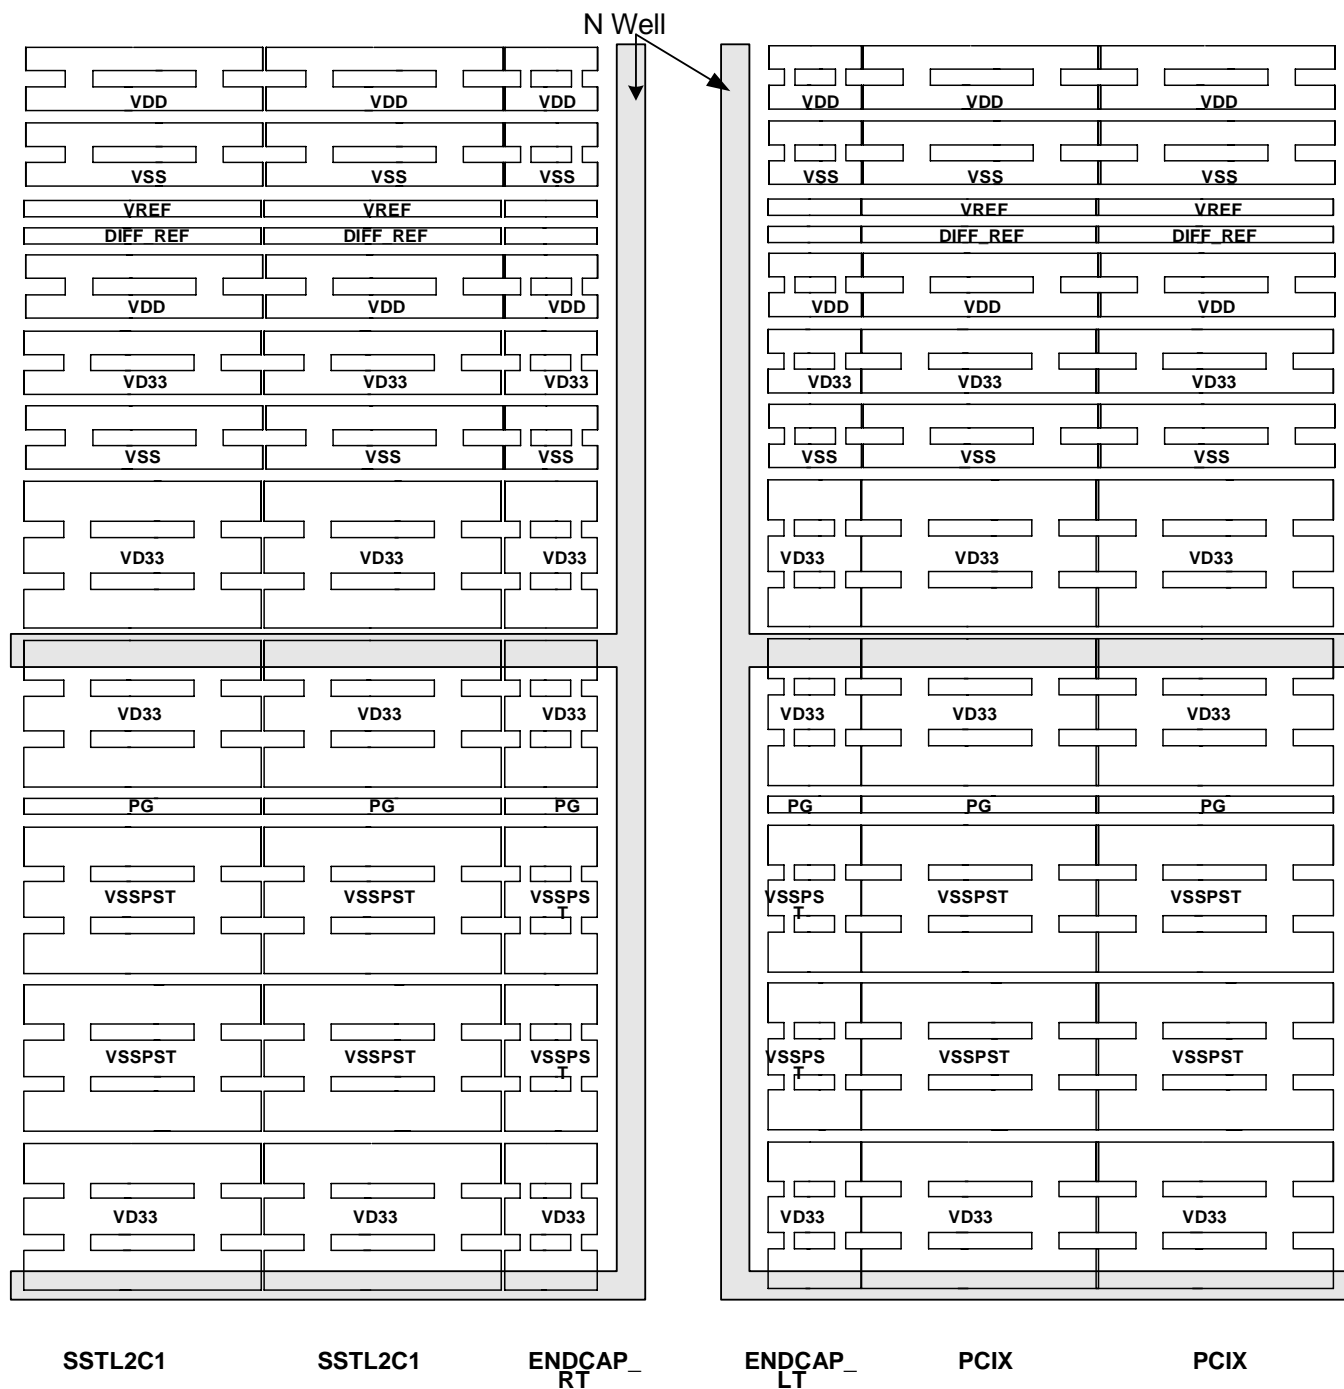 N Well
VDD VDD VDD VDD VDD VDD
VSS VSS VSS VSS VSS VSS
VREF VREF VREF VREF
DIFF_REF DIFF_REF DIFF_REF DIFF_REF
VDD VDD VDD VDD VDD VDD
VD33 VD33 VD33 VD33 VD33 VD33
VSS VSS VSS VSS VSS VSS
VD33 VD33 VD33 VD33 VD33 VD33
VD33 VD33 VD33 VD33 VD33 VD33
PG PG PG PG PG PG
VSSPST VSSPST VSSPS VSSPS VSSPST VSSPST
T T
VSSPST VSSPST VSSPS VSSPS VSSPST VSSPST
T T
VD33 VD33 VD33 VD33 VD33 VD33
SSTL2C1 SSTL2C1 ENDCAP_ ENDCAP_ PCIX PCIX
RT LT